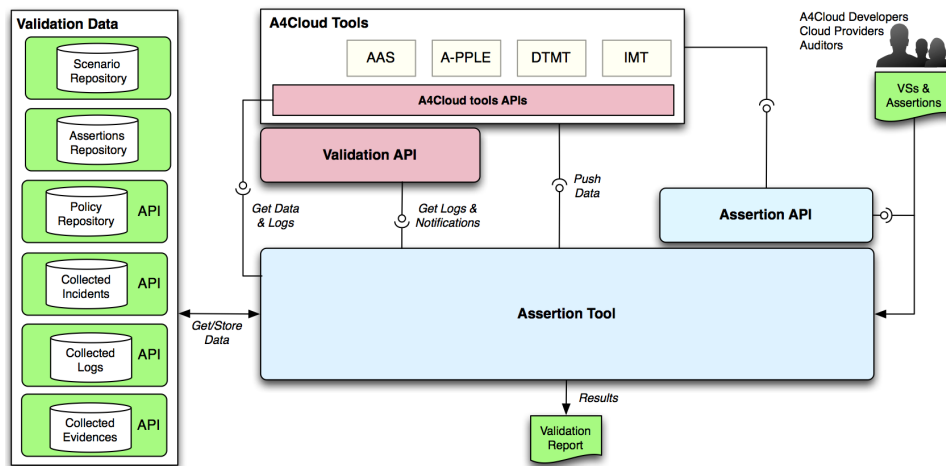 Validation Data
Scenario
Repository
Assertions
Repository
Policy
Repository
API
Collected
Incidents
API
Collected
Logs
API
Collected
Evidences
API
A4Cloud Tools
AAS
A-PPLE
DTMT
IMT
A4Cloud tools APIs
Validation API
Get Data
& Logs
Get Logs &
Notifications
Push
Data
A4Cloud Developers
Cloud Providers
Auditors
VSs &
Assertions
Assertion API
Assertion Tool
Get/Store
Data
Results
Validation
Report